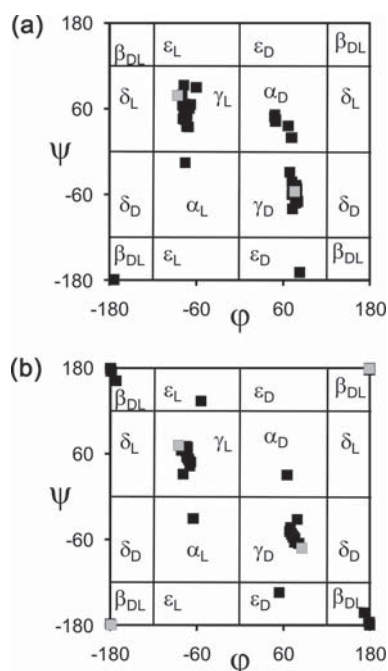 (a)
180
β_DL ε_L ε_D β_DL
δ_L γ_L α_D δ_L
60
ψ
-60
δ_D α_L γ_D δ_D
β_DL ε_L ε_D β_DL
-180
-180 -60 60 180
φ
(b)
180
β_DL ε_L ε_D β_DL
60
δ_L γ_L α_D δ_L
ψ
-60
δ_D α_L γ_D δ_D
β_DL ε_L ε_D β_DL
-180
-180 -60 60 180
φ